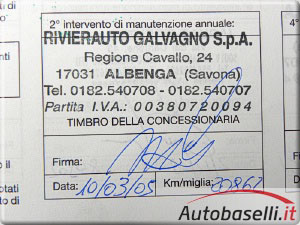 2° intervento di manutenzione annuale:
RIVIERAUTO GALVAGNO S.p.A.
Regione Cavallo, 24
17031 ALBENGA (Savona)
Tel. 0182.540708 - 0182.540707
Partita I.V.A.: 00380720094
TIMBRO DELLA CONCESSIONARIA
Firma:
Data: 10/03/05 Km/miglia:
Autobaselli.it